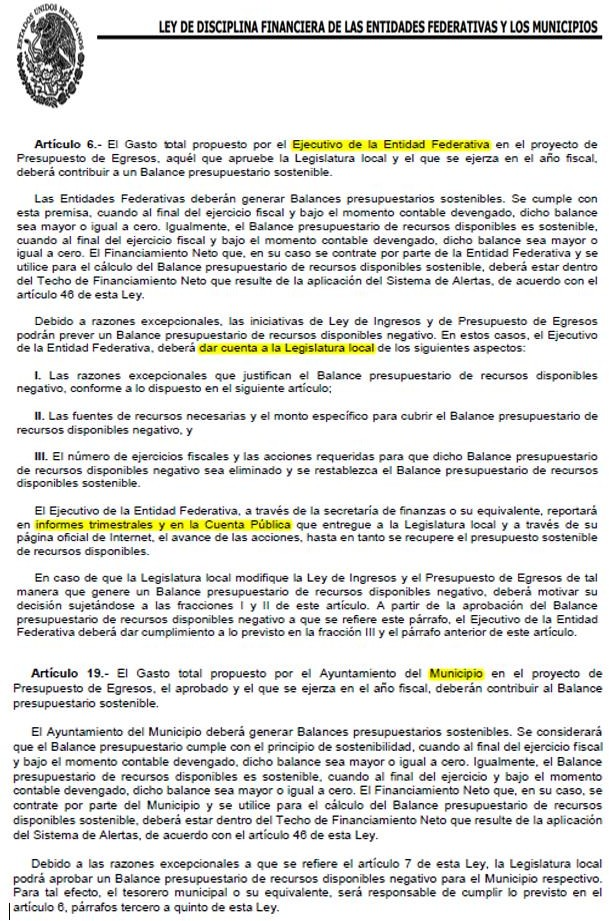 ESTADOS UNIDOS MEXICANOS
LEY DE DISCIPLINA FINANCIERA DE LAS ENTIDADES FEDERATIVAS Y LOS MUNICIPIOS
Artículo 6.- El Gasto total propuesto por el Ejecutivo de la Entidad Federativa en el proyecto de
Presupuesto de Egresos, aquél que apruebe la Legislatura local y el que se ejerza en el año fiscal,
deberá contribuir a un Balance presupuestario sostenible.
Las Entidades Federativas deberán generar Balances presupuestarios sostenibles. Se cumple con
esta premisa, cuando al final del ejercicio fiscal y bajo el momento contable devengado, dicho balance
sea mayor o igual a cero. Igualmente, el Balance presupuestario de recursos disponibles es sostenible,
cuando al final del ejercicio fiscal y bajo el momento contable devengado, dicho balance sea mayor o
igual a cero. El Financiamiento Neto que, en su caso se contrate por parte de la Entidad Federativa y se
utilice para el cálculo del Balance presupuestario de recursos disponibles sostenible, deberá estar dentro
del Techo de Financiamiento Neto que resulte de la aplicación del Sistema de Alertas, de acuerdo con el
artículo 46 de esta Ley.
Debido a razones excepcionales, las iniciativas de Ley de Ingresos y de Presupuesto de Egresos
podrán prever un Balance presupuestario de recursos disponibles negativo. En estos casos, el Ejecutivo
de la Entidad Federativa, deberá dar cuenta a la Legislatura local de los siguientes aspectos:
I. Las razones excepcionales que justifican el Balance presupuestario de recursos disponibles
negativo, conforme a lo dispuesto en el siguiente artículo;
II. Las fuentes de recursos necesarias y el monto específico para cubrir el Balance presupuestario de
recursos disponibles negativo, y
III. El número de ejercicios fiscales y las acciones requeridas para que dicho Balance presupuestario
de recursos disponibles negativo sea eliminado y se restablezca el Balance presupuestario de recursos
disponibles sostenible.
El Ejecutivo de la Entidad Federativa, a través de la secretaría de finanzas o su equivalente, reportará
en informes trimestrales y en la Cuenta Pública que entregue a la Legislatura local y a través de su
página oficial de Internet, el avance de las acciones, hasta en tanto se recupere el presupuesto sostenible
de recursos disponibles.
En caso de que la Legislatura local modifique la Ley de Ingresos y el Presupuesto de Egresos de tal
manera que genere un Balance presupuestario de recursos disponibles negativo, deberá motivar su
decisión sujetándose a las fracciones I y II de este artículo. A partir de la aprobación del Balance
presupuestario de recursos disponibles negativo a que se refiere este párrafo, el Ejecutivo de la Entidad
Federativa deberá dar cumplimiento a lo previsto en la fracción III y el párrafo anterior de este artículo.
Artículo 19.- El Gasto total propuesto por el Ayuntamiento del Municipio en el proyecto de
Presupuesto de Egresos, el aprobado y el que se ejerza en el año fiscal, deberán contribuir al Balance
presupuestario sostenible.
El Ayuntamiento del Municipio deberá generar Balances presupuestarios sostenibles. Se considerará
que el Balance presupuestario cumple con el principio de sostenibilidad, cuando al final del ejercicio fiscal
y bajo el momento contable devengado, dicho balance sea mayor o igual a cero. Igualmente, el Balance
presupuestario de recursos disponibles es sostenible, cuando al final del ejercicio y bajo el momento
contable devengado, dicho balance sea mayor o igual a cero. El Financiamiento Neto que, en su caso, se
contrate por parte del Municipio y se utilice para el cálculo del Balance presupuestario de recursos
disponibles sostenible, deberá estar dentro del Techo de Financiamiento Neto que resulte de la aplicación
del Sistema de Alertas, de acuerdo con el artículo 46 de esta Ley.
Debido a las razones excepcionales a que se refiere el artículo 7 de esta Ley, la Legislatura local
podrá aprobar un Balance presupuestario de recursos disponibles negativo para el Municipio respectivo.
Para tal efecto, el tesorero municipal o su equivalente, será responsable de cumplir lo previsto en el
artículo 6, párrafos tercero a quinto de esta Ley.